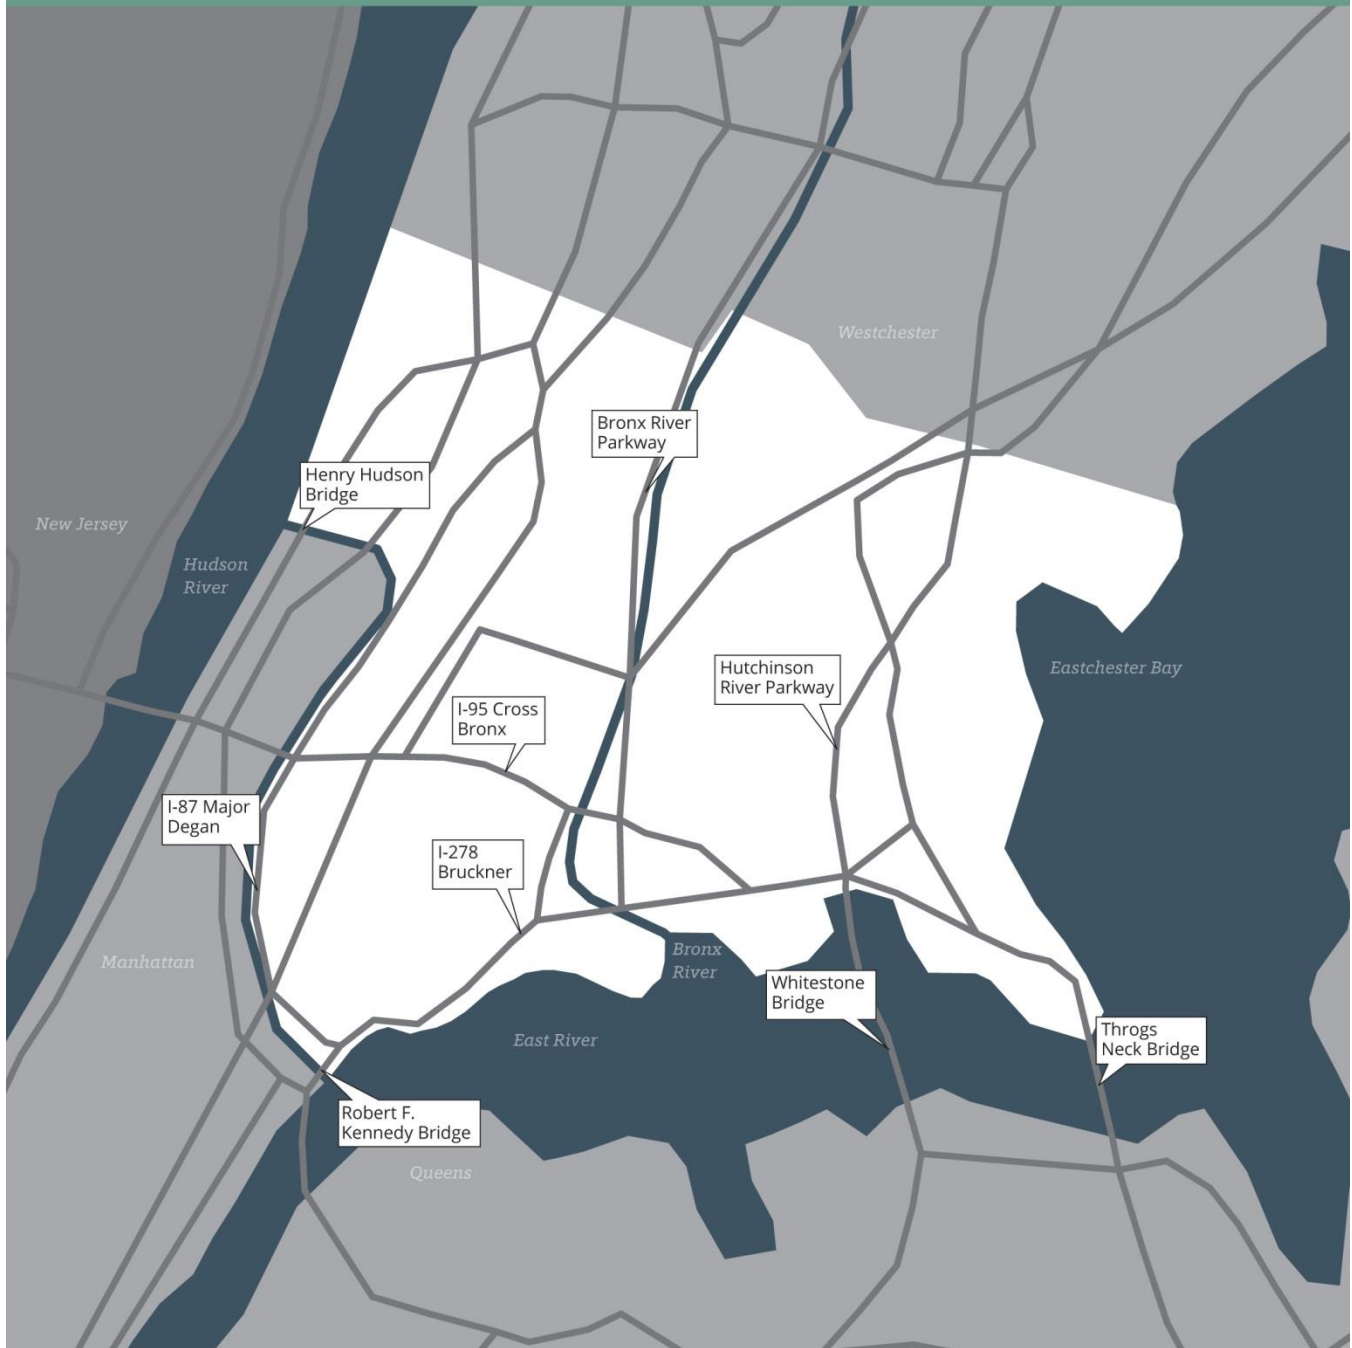 Westchester
Bronx River
Parkway
Henry Hudson
Bridge
New Jersey
Hudson
River
Hutchinson
River Parkway
Eastchester Bay
I-95 Cross
Bronx
I-87 Major
Degan
I-278
Bruckner
Manhattan
Bronx
River
Whitestone
Bridge
East River
Throgs
Neck Bridge
Robert F.
Kennedy Bridge
Queens